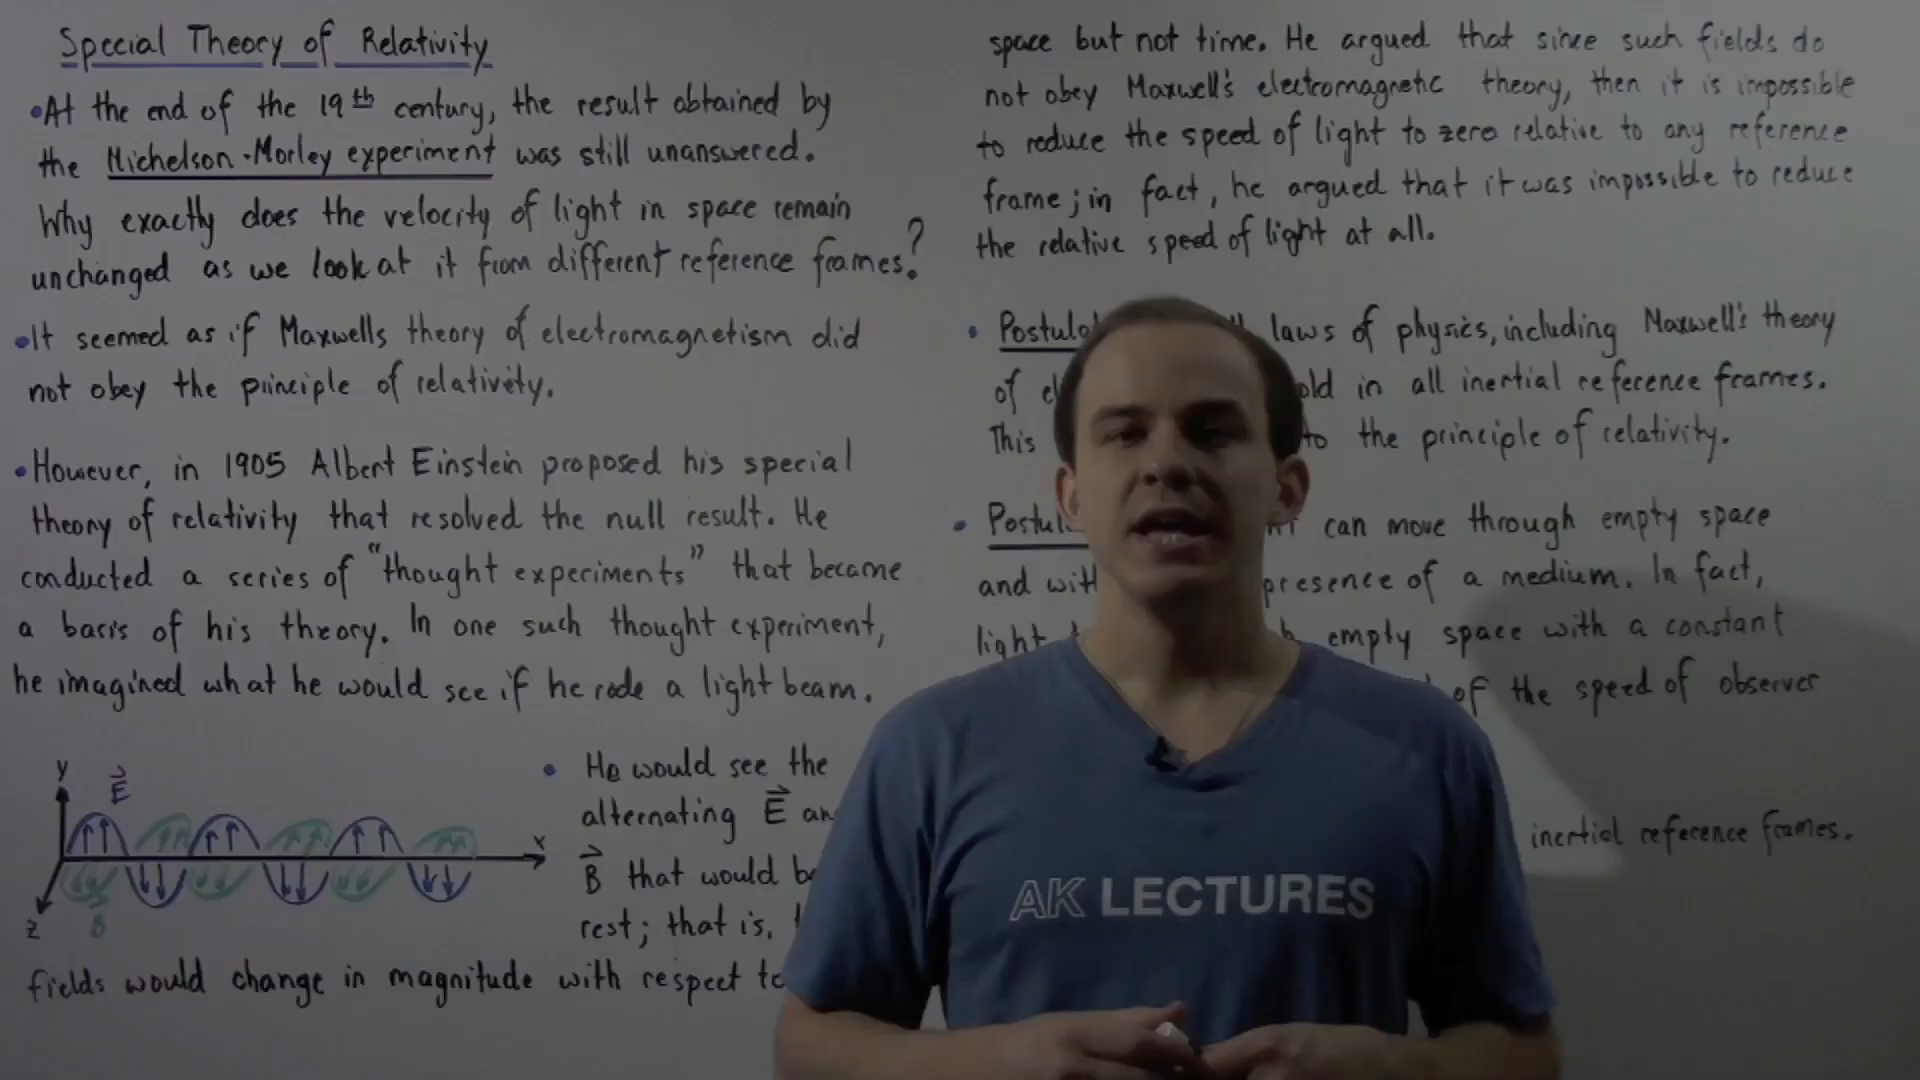 Special Theory of Relativity
•At the end of the 19th century, the result obtained by
the Michelson-Morley experiment was still unanswered.
Why exactly does the velocity of light in space remain
unchanged as we look at it from different reference frames?
•It seemed as if Maxwells theory of electromagnetism did
not obey the principle of relativity.
•However, in 1905 Albert Einstein proposed his special
theory of relativity that resolved the null result. He
conducted a series of "thought experiments" that became
a basis of his theory. In one such thought experiment,
he imagined what he would see if he rode a light beam.
y
E
x
z
B
• He would see the
alternating E an
B that would be
rest; that is,
fields would change in magnitude with respect to
space but not time. He argued that since such fields do
not obey Maxwell's electromagnetic theory, then it is impossible
to reduce the speed of light to zero relative to any reference
frame; in fact, he argued that it was impossible to reduce
the relative speed of light at all.
• Postulat laws of physics, including Maxwell's theory
of el old in all inertial reference frames.
This to the principle of relativity.
• Postul can move through empty space
and with presence of a medium. In fact,
light empty space with a constant
of the speed of observer
inertial reference frames.
AK LECTURES